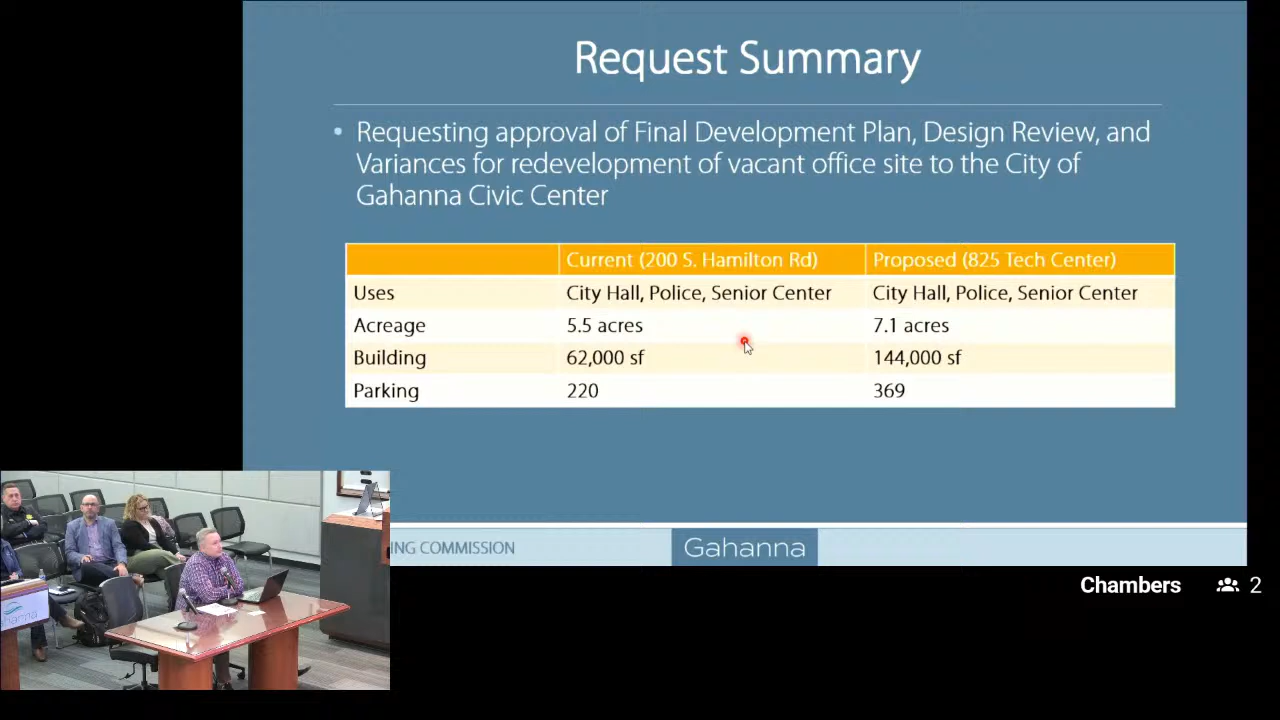 Request Summary
• Requesting approval of Final Development Plan, Design Review, and
Variances for redevelopment of vacant office site to the City of
Gahanna Civic Center
Current (200 S. Hamilton Rd) Proposed (825 Tech Center)
Uses City Hall, Police, Senior Center City Hall, Police, Senior Center
Acreage 5.5 acres 7.1 acres
Building 62,000 sf 144,000 sf
Parking 220 369
ING COMMISSION
Gahanna
Chambers 2